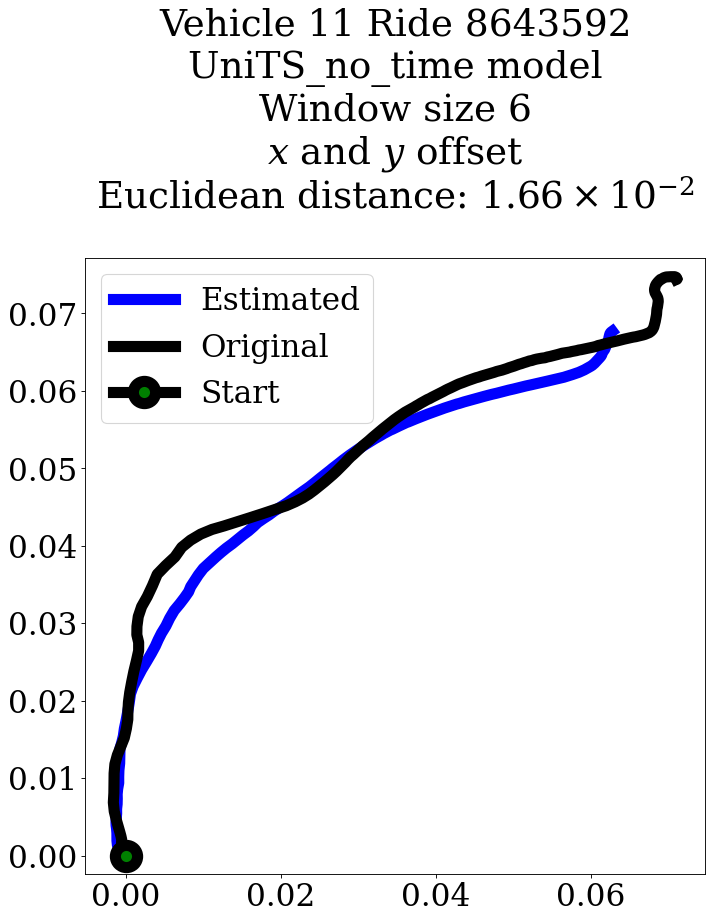 Vehicle 11 Ride 8643592
UniTS_no_time model
Window size 6
x and y offset
Euclidean distance: 1.66 × 10⁻²
Estimated
Original
Start
0.07
0.06
0.05
0.04
0.03
0.02
0.01
0.00
0.00 0.02 0.04 0.06